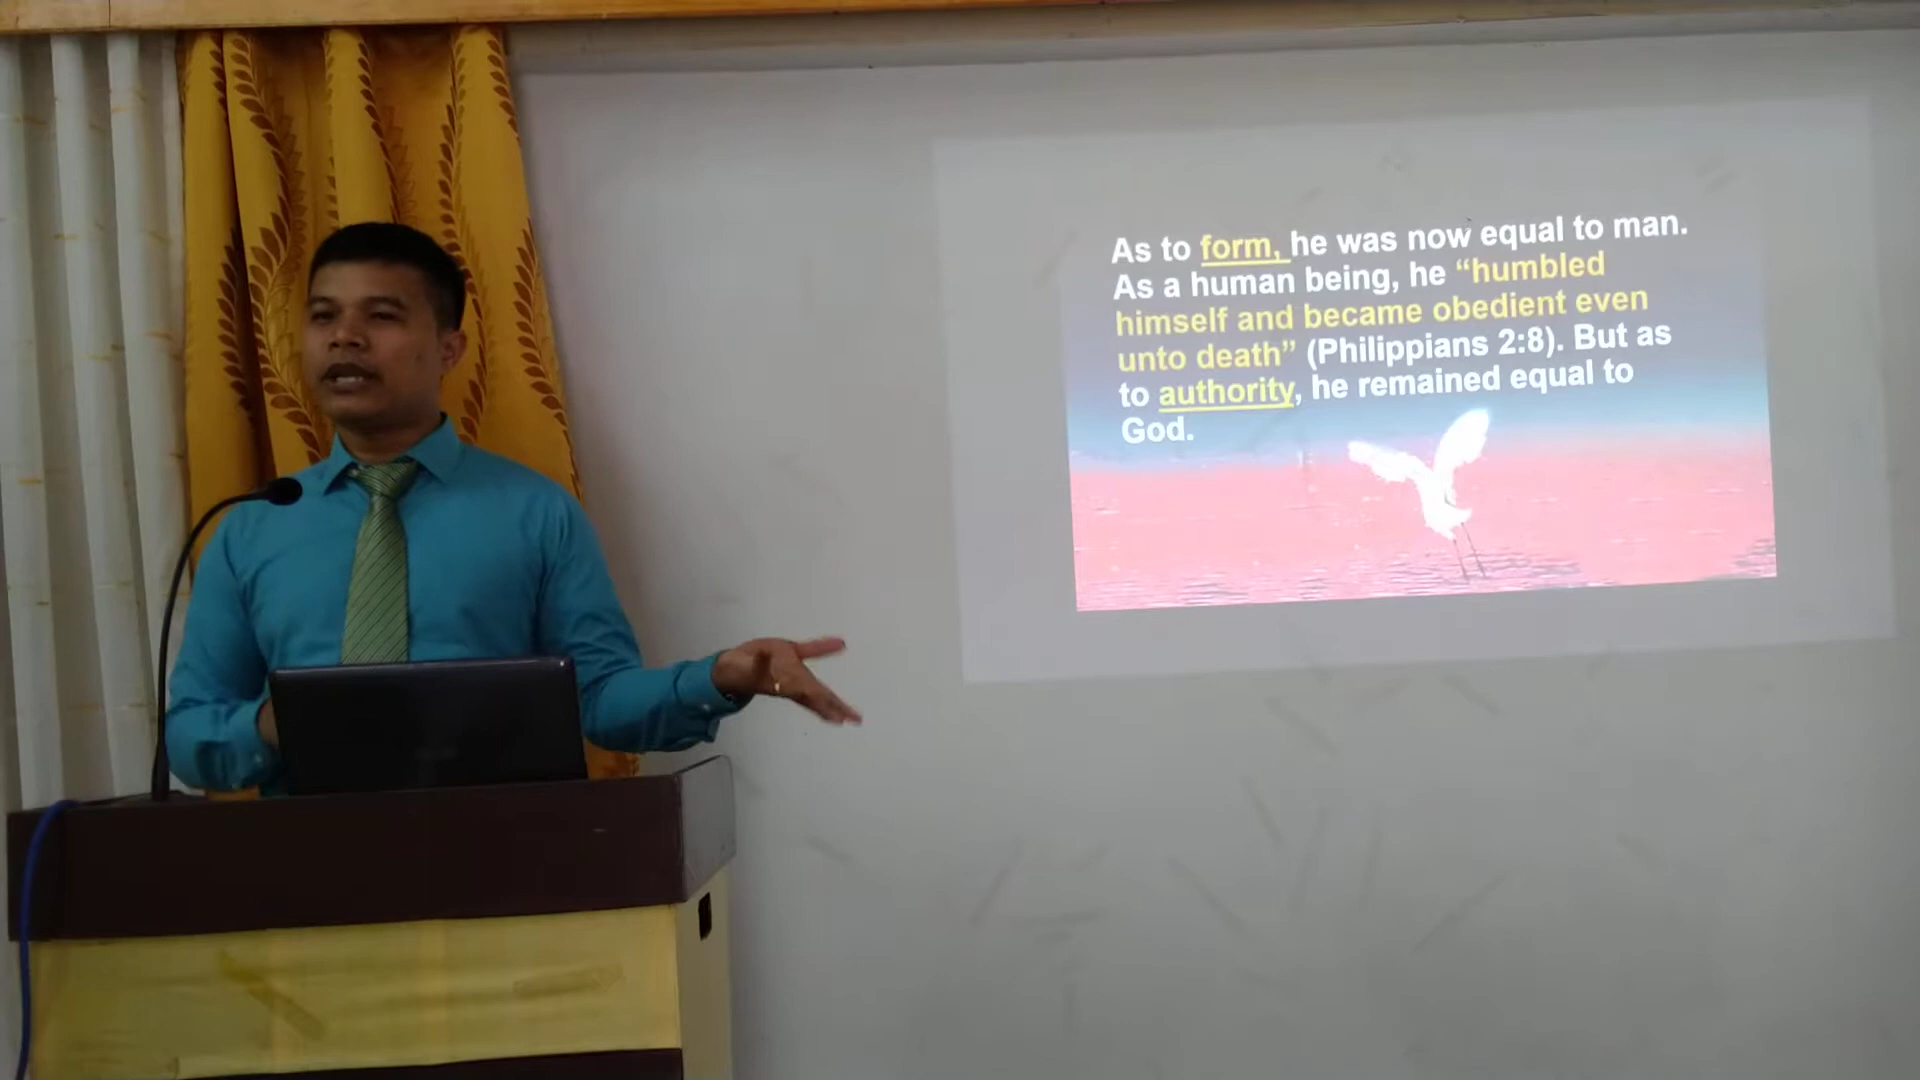 As to form, he was now equal to man.
As a human being, he “humbled
himself and became obedient even
unto death” (Philippians 2:8). But as
to authority, he remained equal to
God.